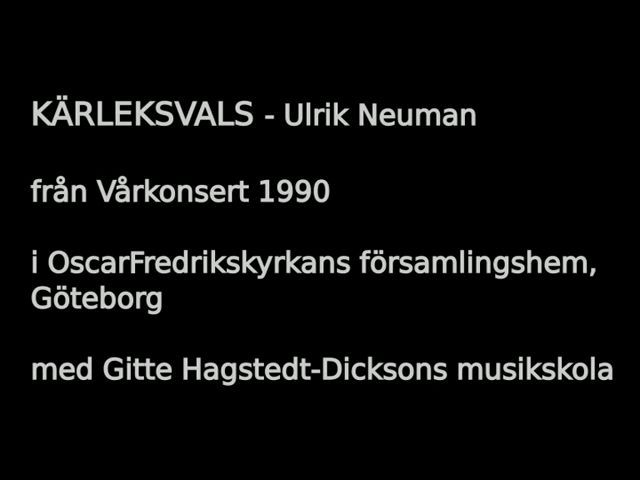 KÄRLEKSVALS - Ulrik Neuman
från Vårkonsert 1990
i OscarFredrikskyrkans församlingshem,
Göteborg
med Gitte Hagstedt-Dicksons musikskola